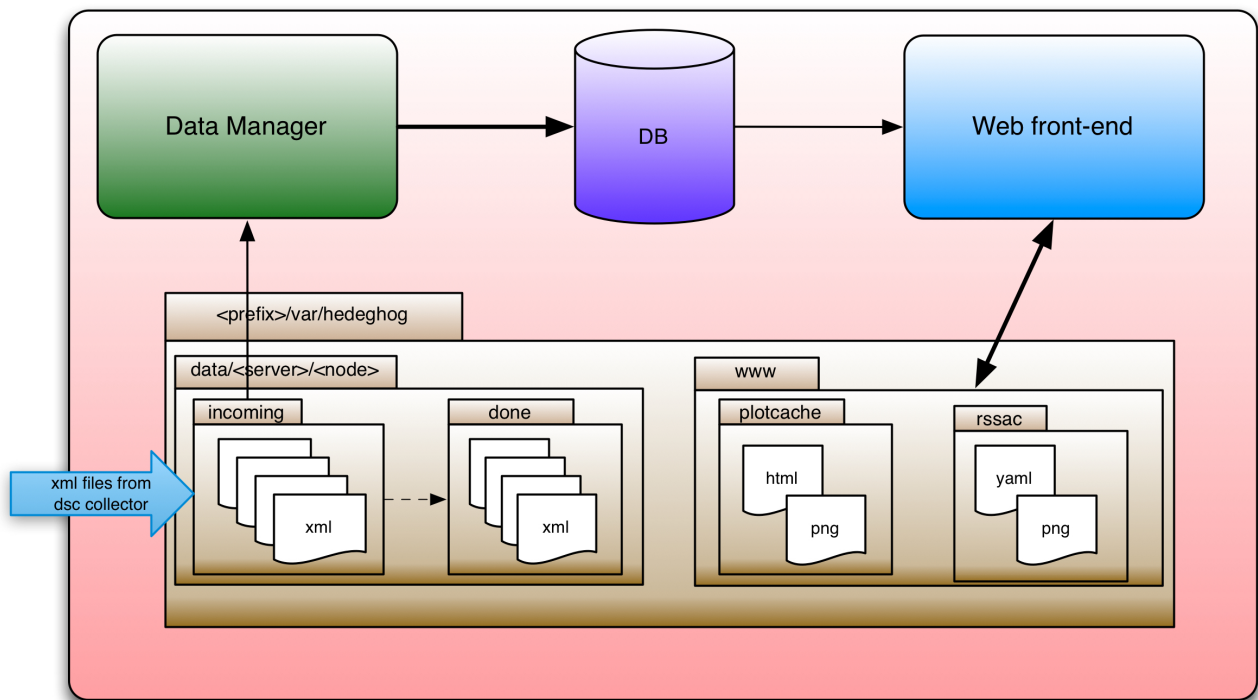 Data Manager
DB
Web front-end
<prefix>/var/hedeghog
data/<server>/<node>
www
incoming
done
plotcache
rssac
xml files from
dsc collector
xml
xml
html
png
yaml
png